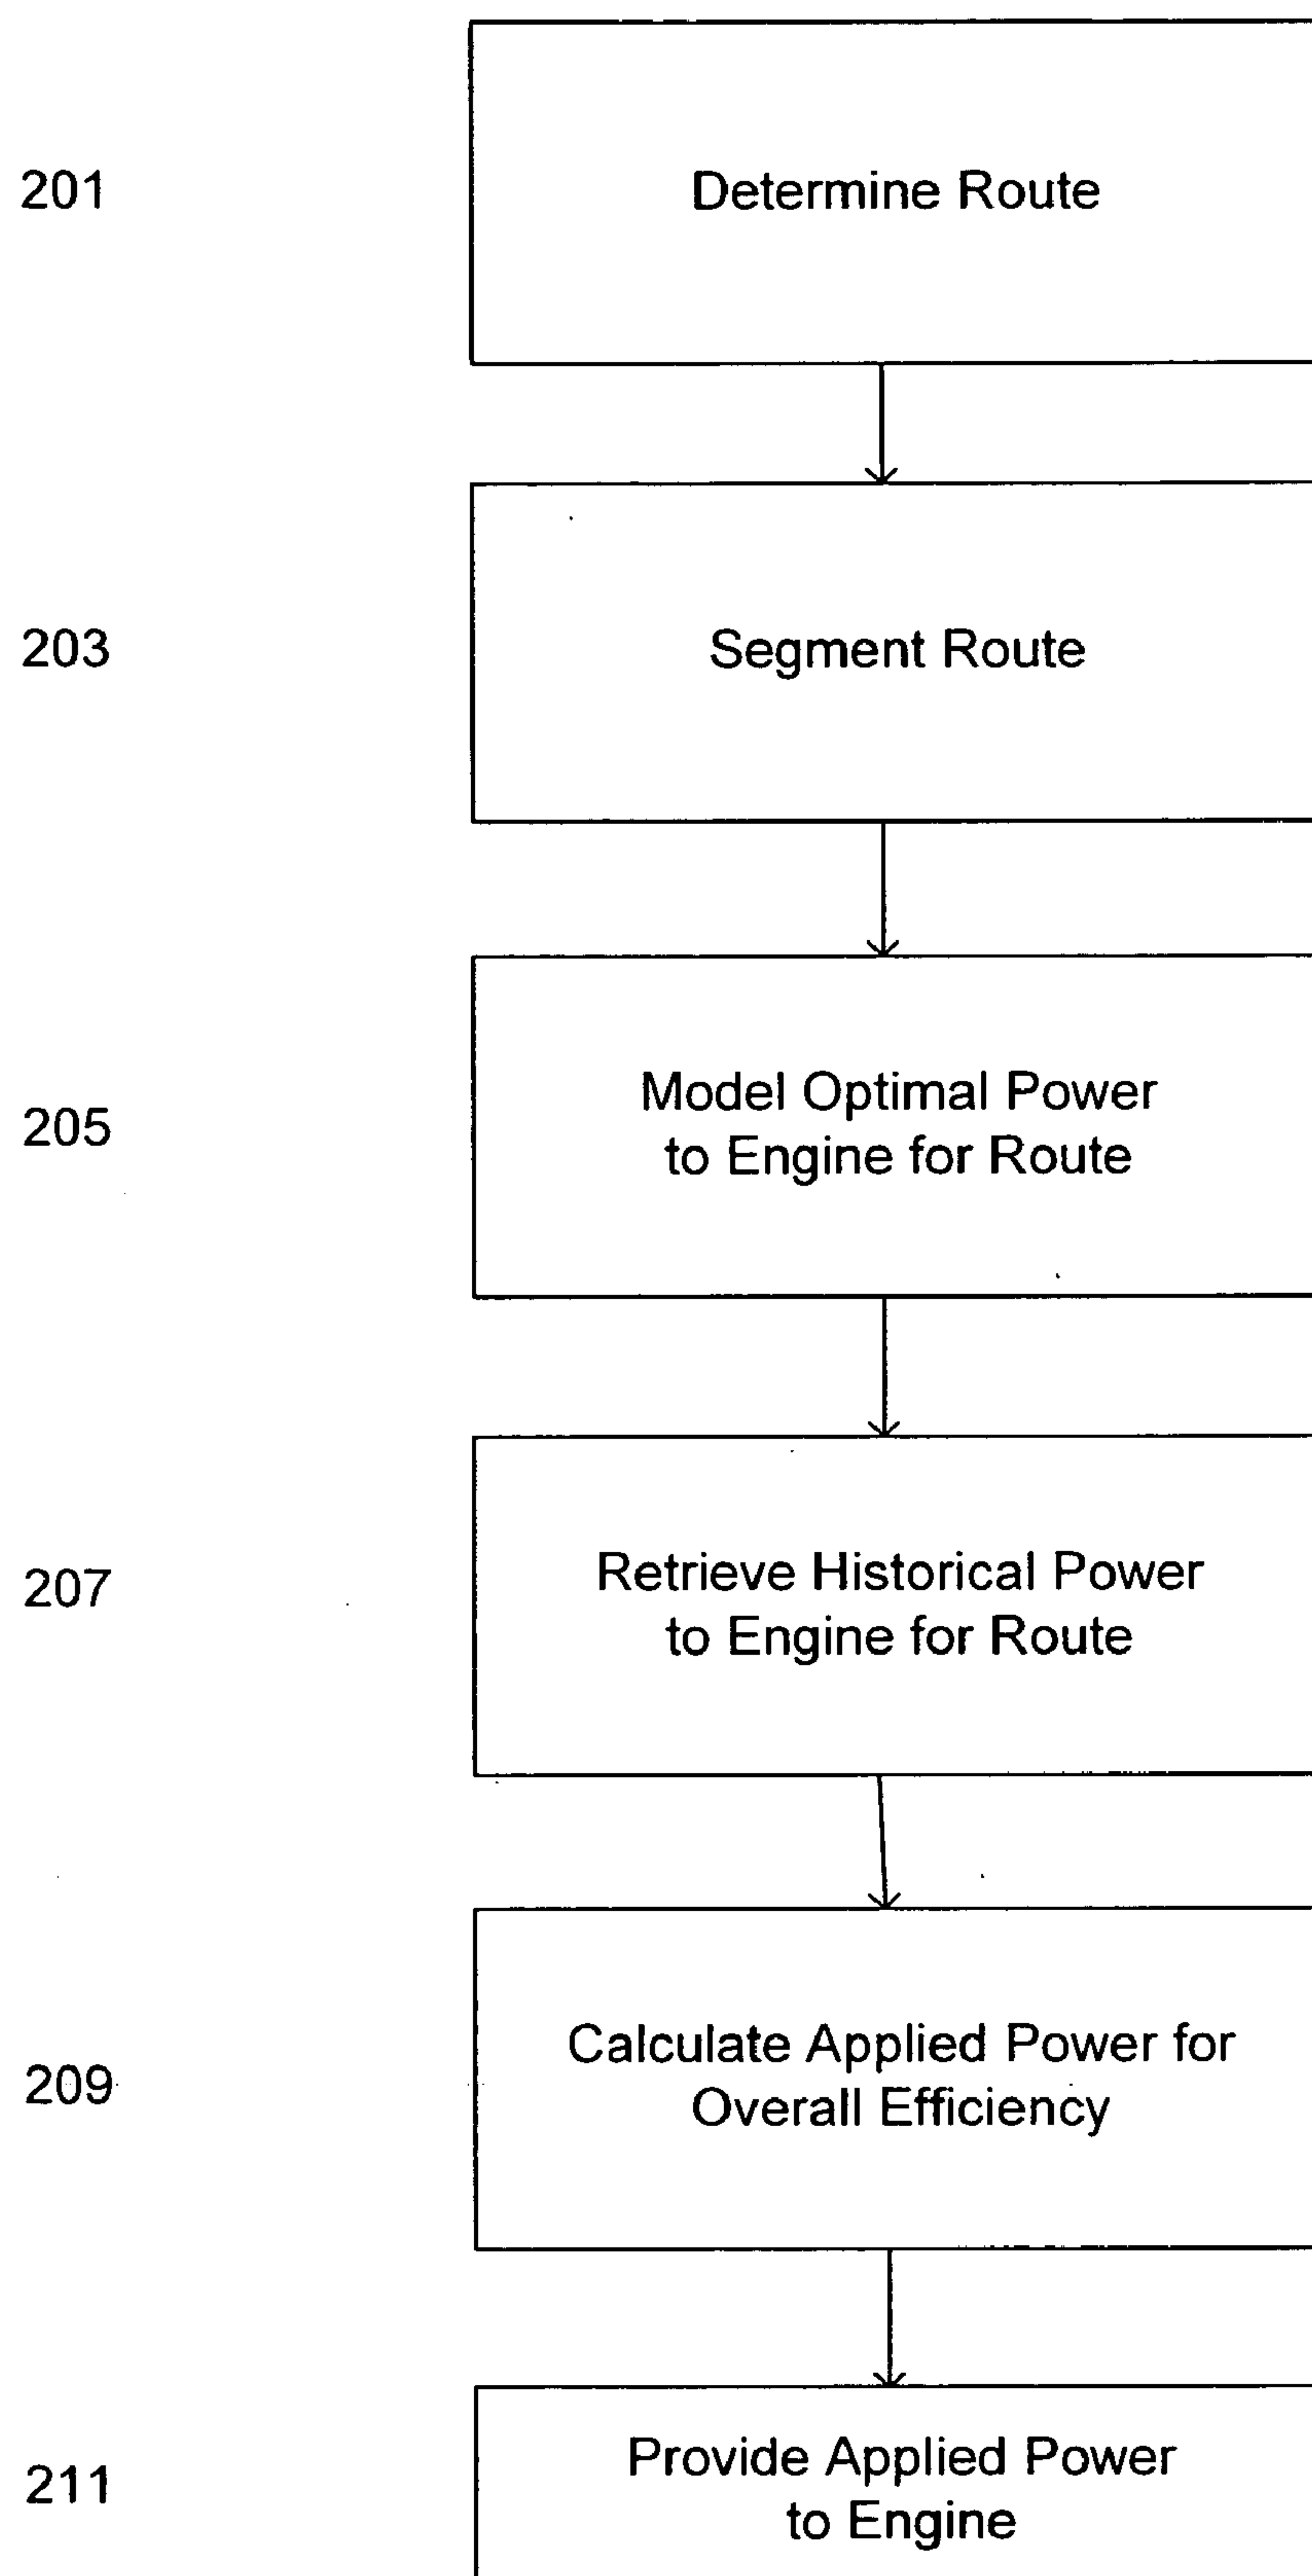 201
Determine Route
203
Segment Route
205
Model Optimal Power
to Engine for Route
207
Retrieve Historical Power
to Engine for Route
209
Calculate Applied Power for
Overall Efficiency
211
Provide Applied Power
to Engine